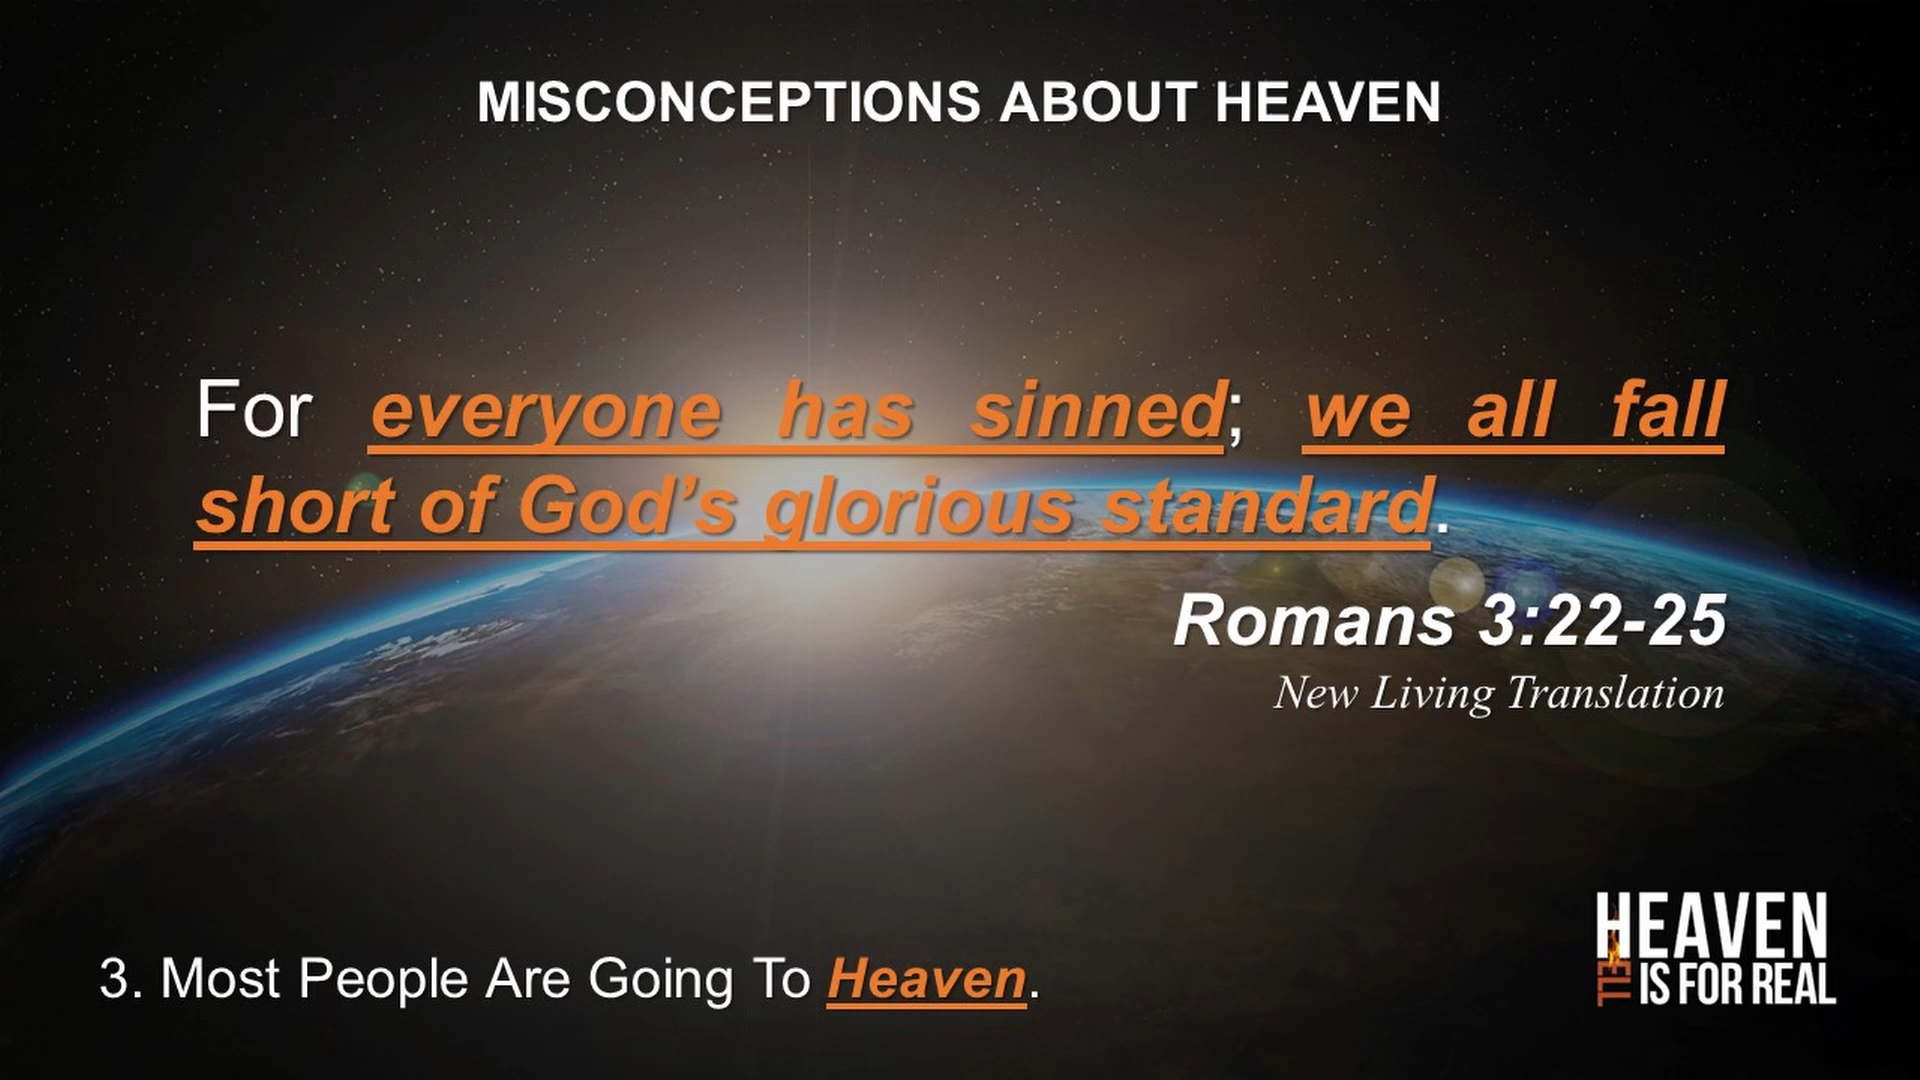 MISCONCEPTIONS ABOUT HEAVEN
For everyone has sinned; we all fall
short of God’s glorious standard.
Romans 3:22-25
New Living Translation
3. Most People Are Going To Heaven.
HEAVEN
HELL
IS FOR REAL